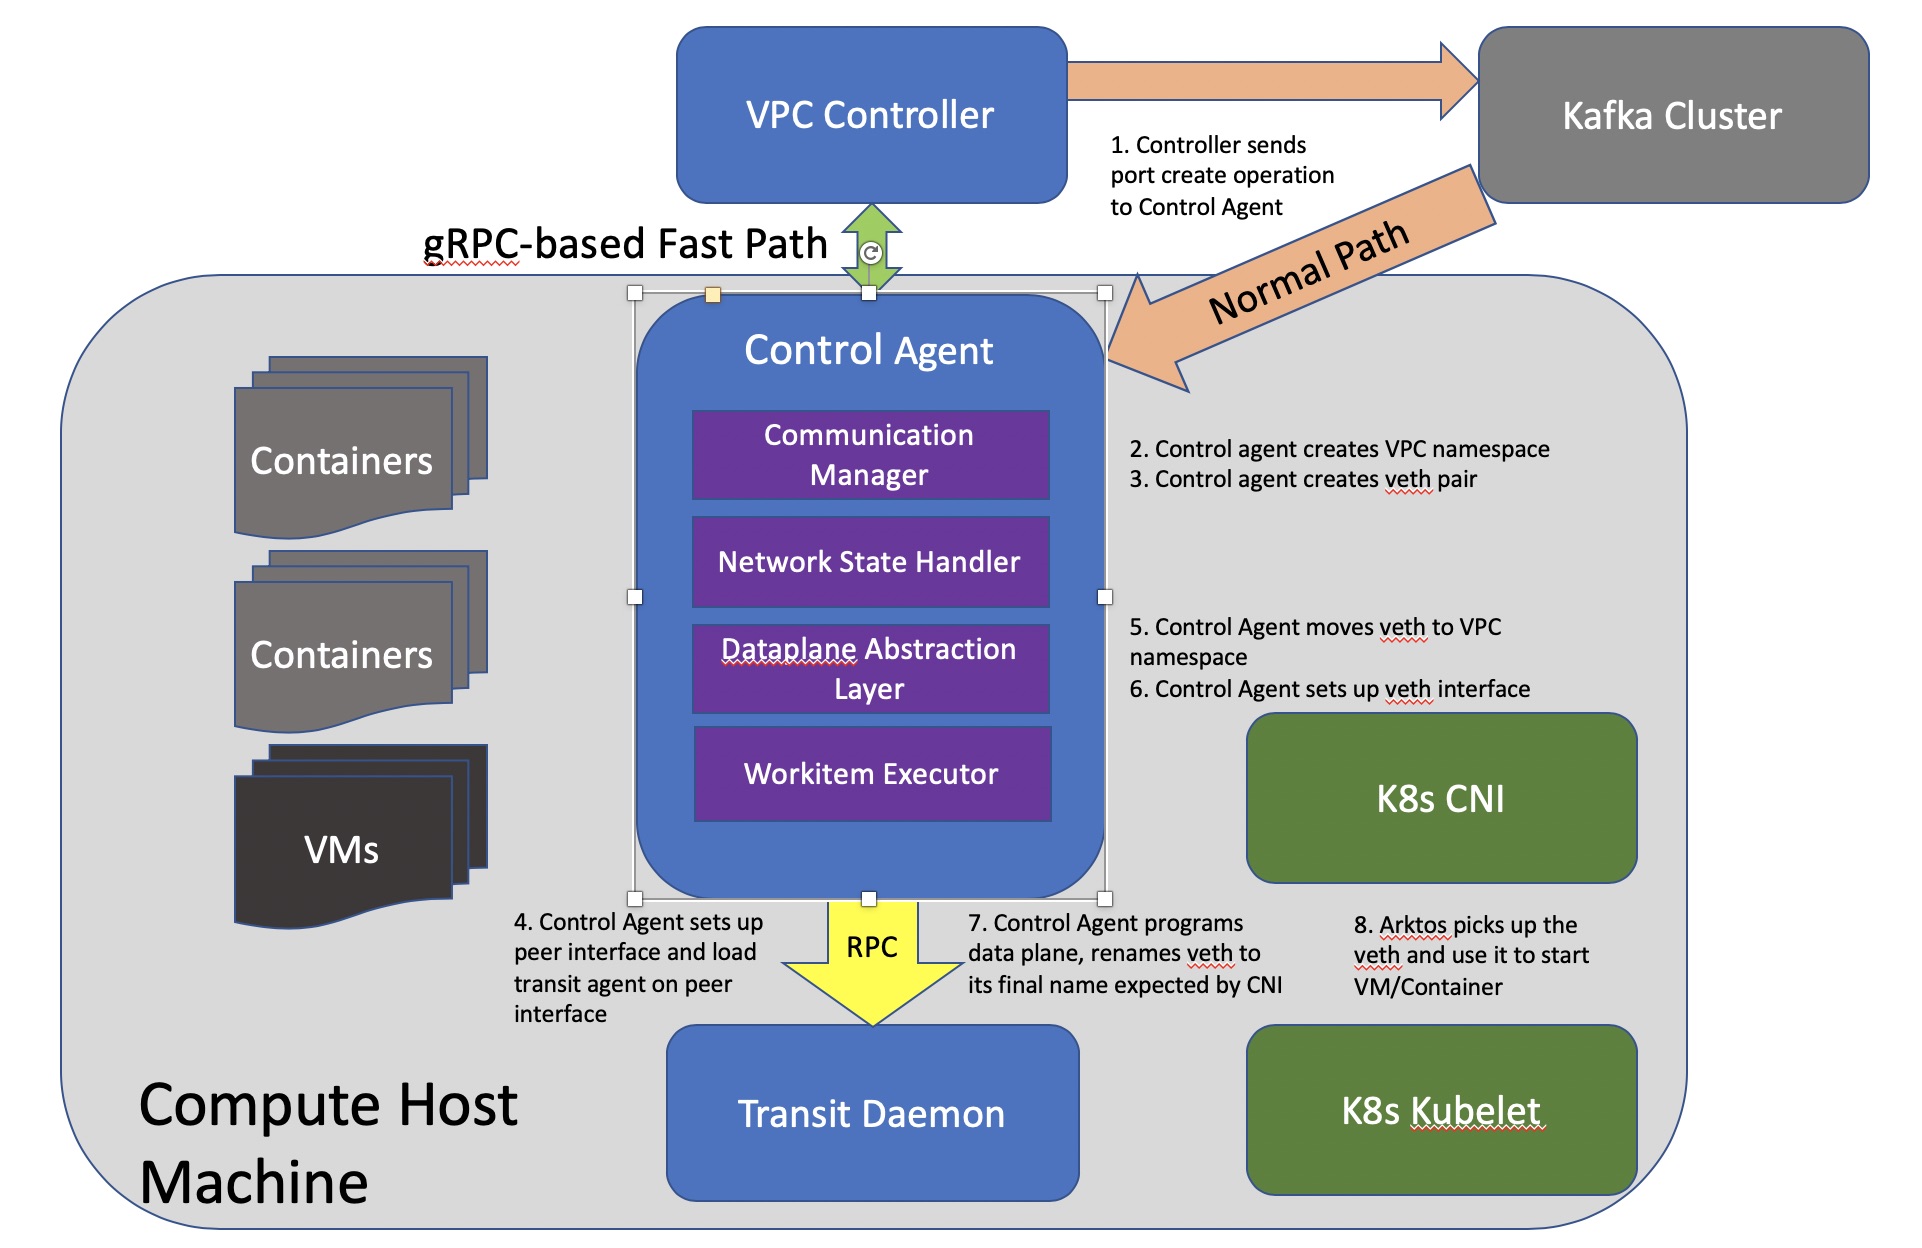 VPC Controller
Kafka Cluster
1. Controller sends
port create operation
to Control Agent
gRPC-based Fast Path
Normal Path
Control Agent
Communication
Manager
Network State Handler
Dataplane Abstraction
Layer
Workitem Executor
Containers
Containers
VMs
2. Control agent creates VPC namespace
3. Control agent creates veth pair
5. Control Agent moves veth to VPC
namespace
6. Control Agent sets up veth interface
K8s CNI
4. Control Agent sets up
peer interface and load
transit agent on peer
interface
RPC
7. Control Agent programs
data plane, renames veth to
its final name expected by CNI
8. Arktos picks up the
veth and use it to start
VM/Container
Compute Host
Machine
Transit Daemon
K8s Kubelet